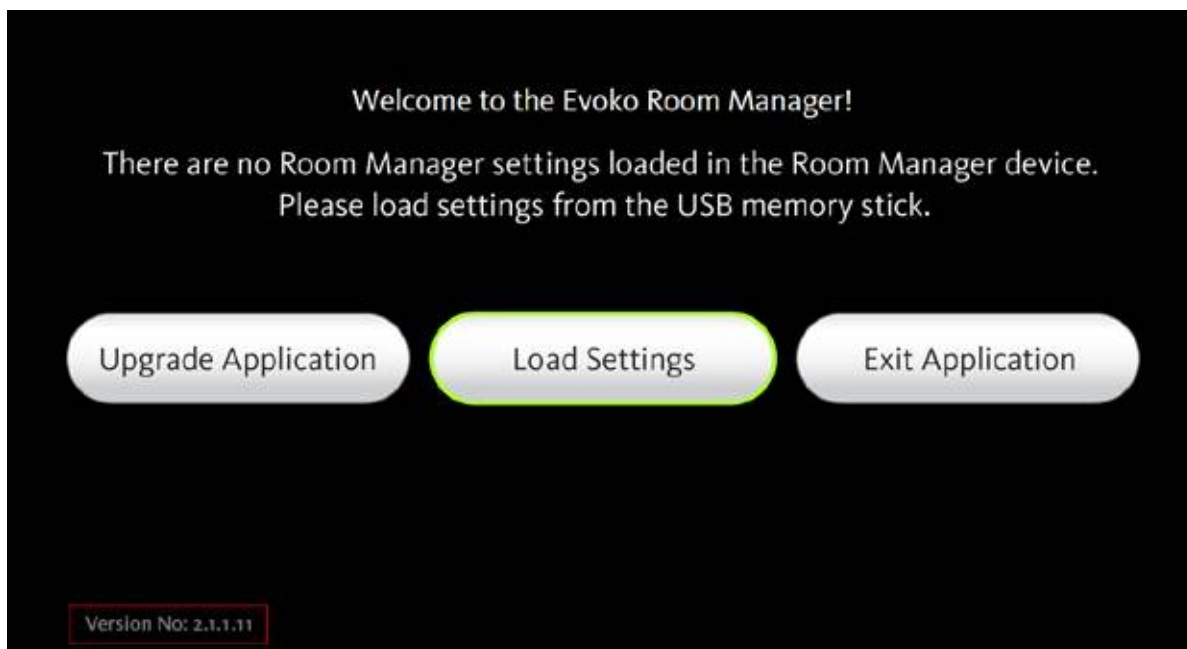 Welcome to the Evoko Room Manager!
There are no Room Manager settings loaded in the Room Manager device.
Please load settings from the USB memory stick.
Upgrade Application
Load Settings
Exit Application
Version No: 2.1.1.11